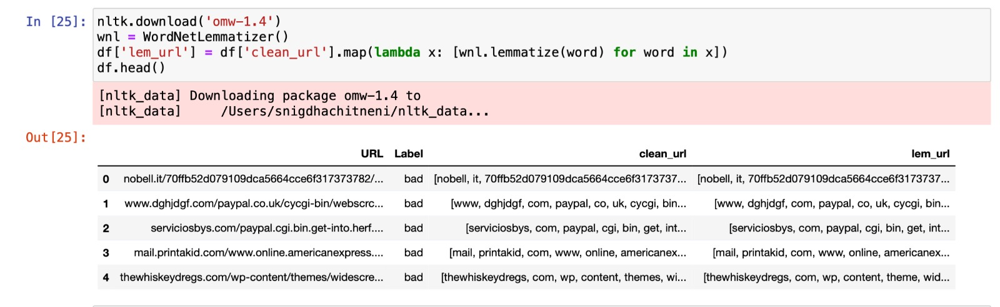 In [25]: nltk.download('omw-1.4')
wnl = WordNetLemmatizer()
df['lem_url'] = df['clean_url'].map(lambda x: [wnl.lemmatize(word) for word in x])
df.head()
[nltk_data] Downloading package omw-1.4 to
[nltk_data]     /Users/snigdhachitneni/nltk_data...
Out[25]:
URL Label clean_url lem_url
0 nobell.it/70ffb52d079109dca5664cce6f317373782/... bad [nobell, it, 70ffb52d079109dca5664cce6f3173737... [nobell, it, 70ffb52d079109dca5664cce6f3173737...
1 www.dghjdgf.com/paypal.co.uk/cycgi-bin/webscrc... bad [www, dghjdgf, com, paypal, co, uk, cycgi, bin... [www, dghjdgf, com, paypal, co, uk, cycgi, bin...
2 serviciosbys.com/paypal.cgi.bin.get-into.herf.... bad [serviciosbys, com, paypal, cgi, bin, get, int... [serviciosbys, com, paypal, cgi, bin, get, int...
3 mail.printakid.com/www.online.americanexpress.... bad [mail, printakid, com, www, online, americanex... [mail, printakid, com, www, online, americanex...
4 thewhiskeydregs.com/wp-content/themes/widescre... bad [thewhiskeydregs, com, wp, content, themes, wi... [thewhiskeydregs, com, wp, content, theme, wid...